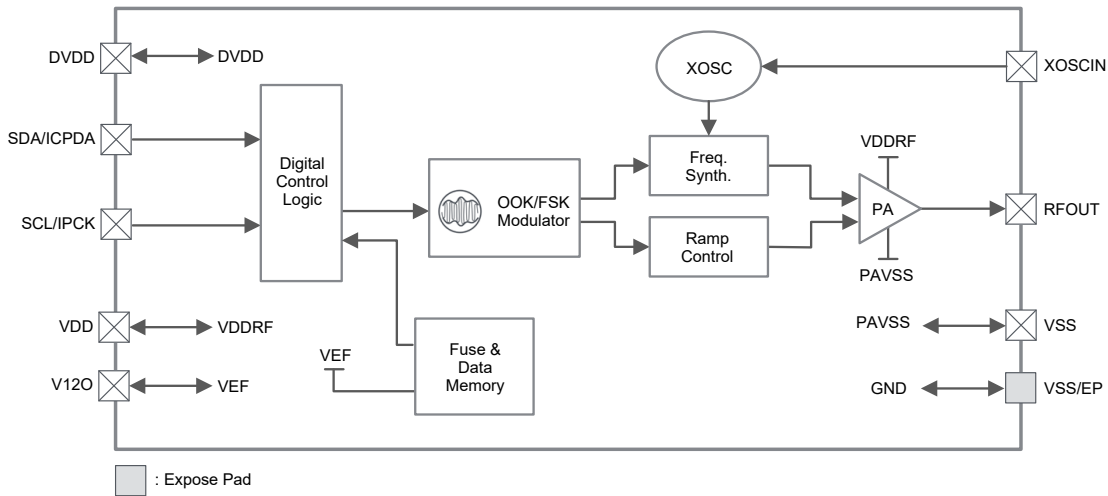 DVDD
DVDD
XOSC
XOSCIN
SDA/ICPDA
Digital
Control
Logic
Freq.
Synth.
VDDRF
OOK/FSK
Modulator
PA
RFOUT
SCL/IPCK
Ramp
Control
PAVSS
VDD
VDDRF
PAVSS
VSS
VEF
Fuse &
Data
Memory
V12O
VEF
GND
VSS/EP
: Expose Pad